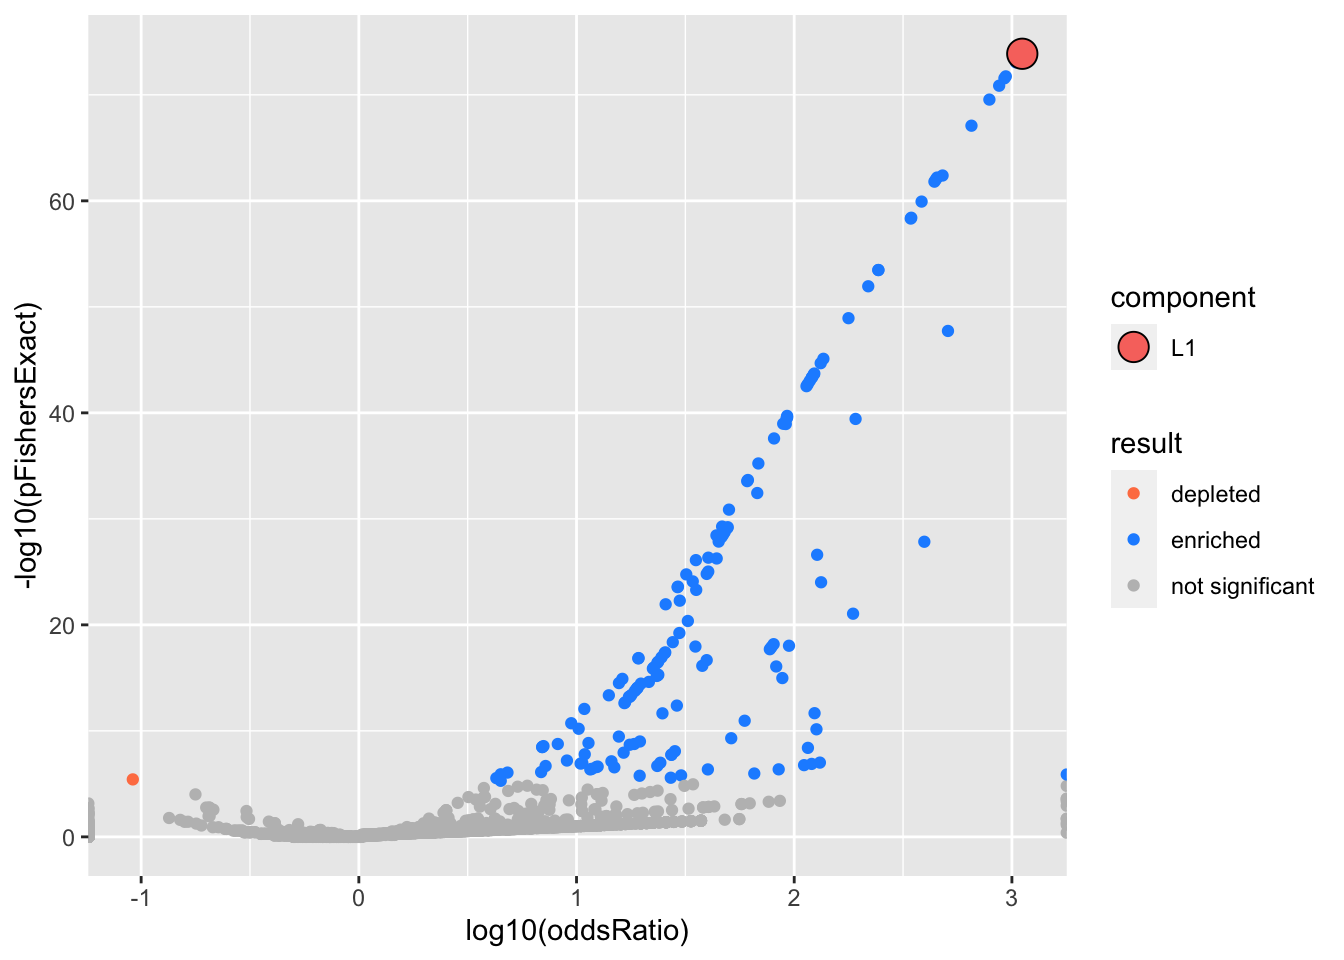 60
40
20
0
-1
0
1
2
3
log10(oddsRatio)
-log10(pFishersExact)
component
L1
result
depleted
enriched
not significant